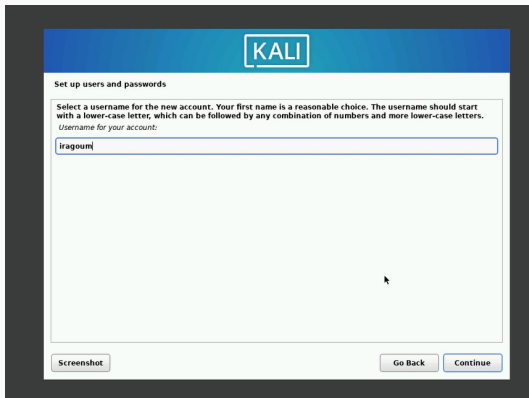 KALI
Set up users and passwords
Select a username for the new account. Your first name is a reasonable choice. The username should start
with a lower-case letter, which can be followed by any combination of numbers and more lower-case letters.
Username for your account:
iragoum
Screenshot
Go Back
Continue